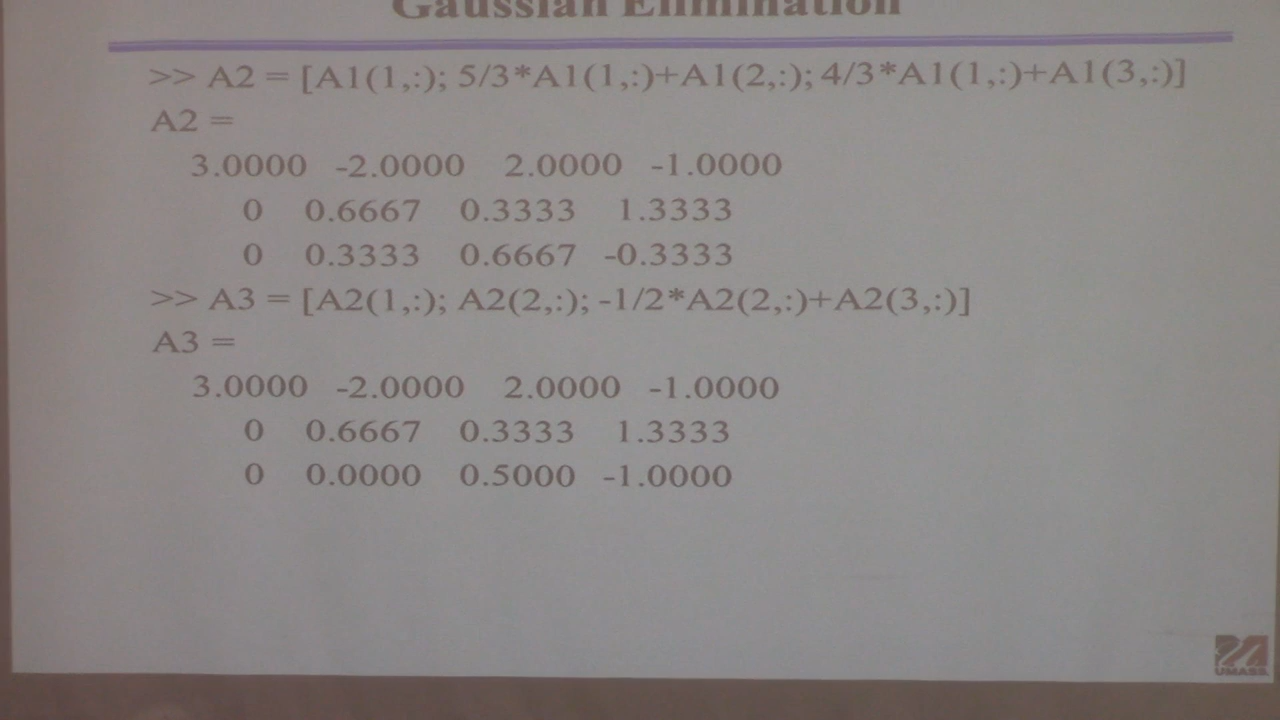 Gaussian Elimination
>> A2 = [A1(1,:); 5/3*A1(1,:)+A1(2,:); 4/3*A1(1,:)+A1(3,:)]
A2 =
3.0000 -2.0000 2.0000 -1.0000
0 0.6667 0.3333 1.3333
0 0.3333 0.6667 -0.3333
>> A3 = [A2(1,:); A2(2,:); -1/2*A2(2,:)+A2(3,:)]
A3 =
3.0000 -2.0000 2.0000 -1.0000
0 0.6667 0.3333 1.3333
0 0.0000 0.5000 -1.0000
UMASS